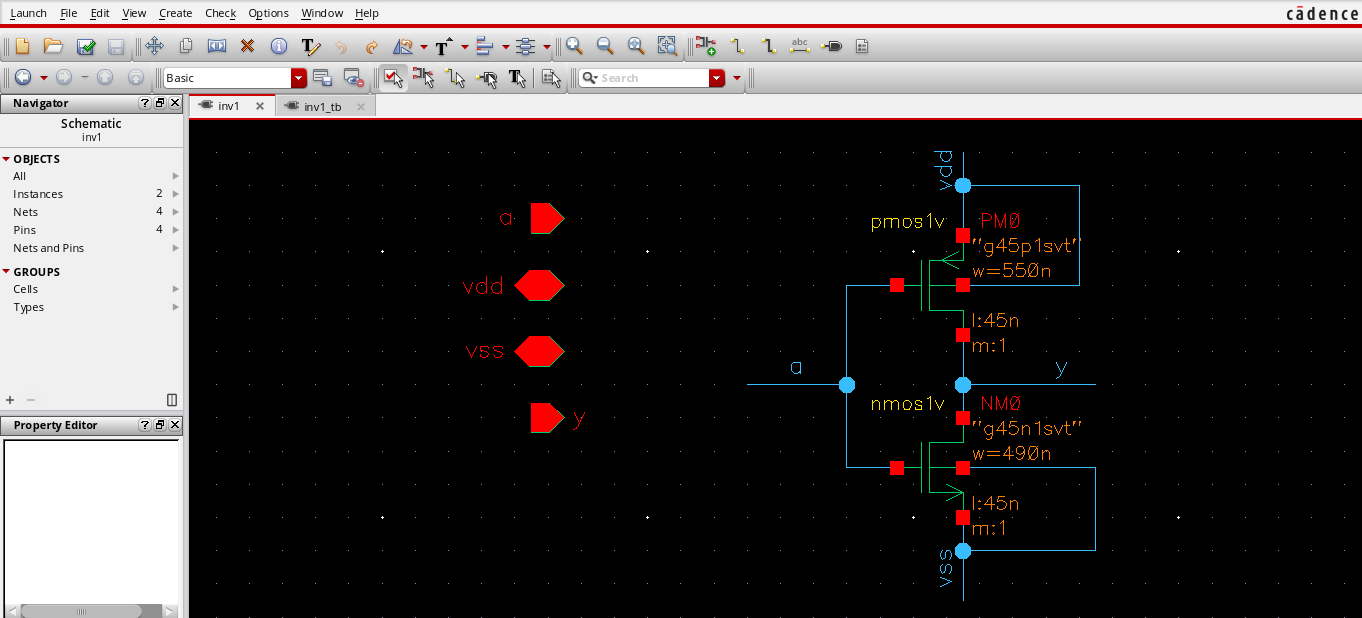 Launch File Edit View Create Check Options Window Help
cādence
abc
Basic
Search
Navigator
Schematic
inv1
OBJECTS
All
Instances 2
Nets 4
Pins 4
Nets and Pins
GROUPS
Cells
Types
Property Editor
inv1
inv1_tb
a
vdd
vss
y
vdd
pmos1v PM0
"g45p1svt"
w=550n
l:45n
m:1
a
y
nmos1v NM0
"g45n1svt"
w=490n
l:45n
m:1
vss